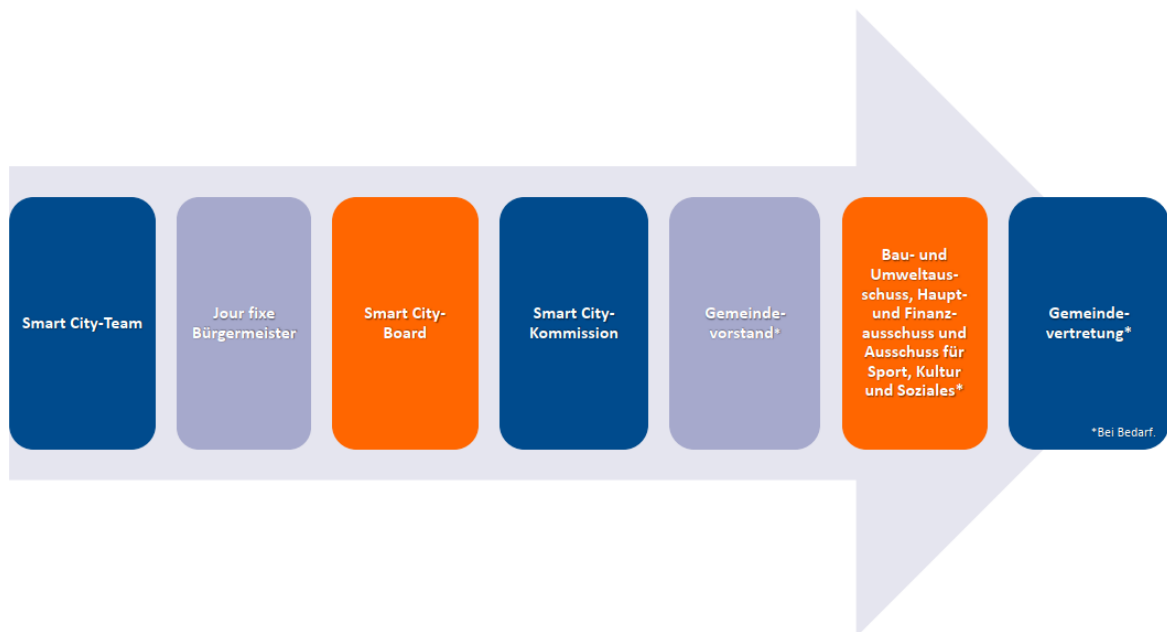 Smart City-Team
Jour fixe
Bürgermeister
Smart City-
Board
Smart City-
Kommission
Gemeinde-
vorstand*
Bau- und
Umweltaus-
schuss, Haupt-
und Finanz-
ausschuss und
Ausschuss für
Sport, Kultur
und Soziales*
Gemeinde-
vertretung*
*Bei Bedarf.